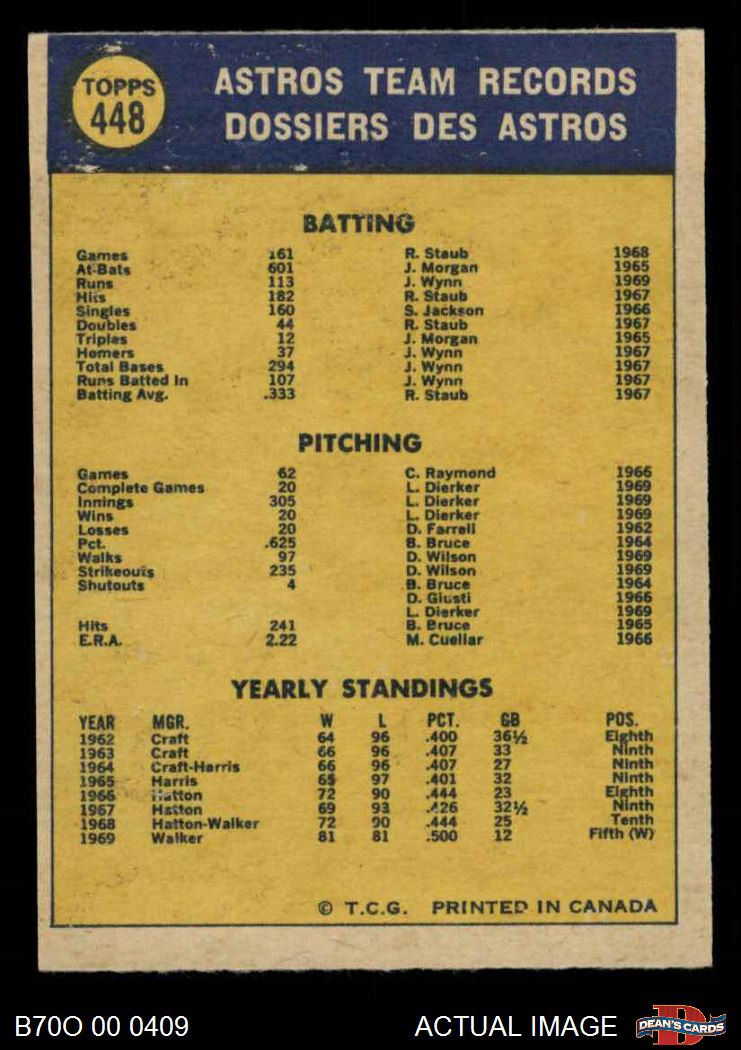 TOPPS
448
ASTROS TEAM RECORDS
DOSSIERS DES ASTROS
BATTING
Games 161 R. Staub 1968
At-Bats 601 J. Morgan 1965
Runs 113 J. Wynn 1969
Hits 182 R. Staub 1967
Singles 160 S. Jackson 1966
Doubles 44 R. Staub 1967
Triples 12 J. Morgan 1965
Homers 37 J. Wynn 1967
Total Bases 294 J. Wynn 1967
Runs Batted In 107 J. Wynn 1967
Batting Avg. .333 R. Staub 1967
PITCHING
Games 62 C. Raymond 1966
Complete Games 20 L. Dierker 1969
Innings 305 L. Dierker 1969
Wins 20 L. Dierker 1969
Losses 20 D. Farrell 1962
Pct. .625 B. Bruce 1964
Walks 97 D. Wilson 1969
Strikeouts 235 D. Wilson 1969
Shutouts 4 B. Bruce 1964
D. Giusti 1966
L. Dierker 1969
Hits 241 B. Bruce 1965
E.R.A. 2.22 M. Cuellar 1966
YEARLY STANDINGS
YEAR MGR. W L PCT. GB POS.
1962 Craft 64 96 .400 36½ Eighth
1963 Craft 66 96 .407 33 Ninth
1964 Craft-Harris 66 96 .407 27 Ninth
1965 Harris 65 97 .401 32 Ninth
1966 Hatton 72 90 .444 23 Eighth
1967 Hatton 69 93 .426 32½ Ninth
1968 Hatton-Walker 72 90 .444 25 Tenth
1969 Walker 81 81 .500 12 Fifth (W)
© T.C.G. PRINTED IN CANADA
B70O 00 0409 ACTUAL IMAGE DEAN'S CARDS